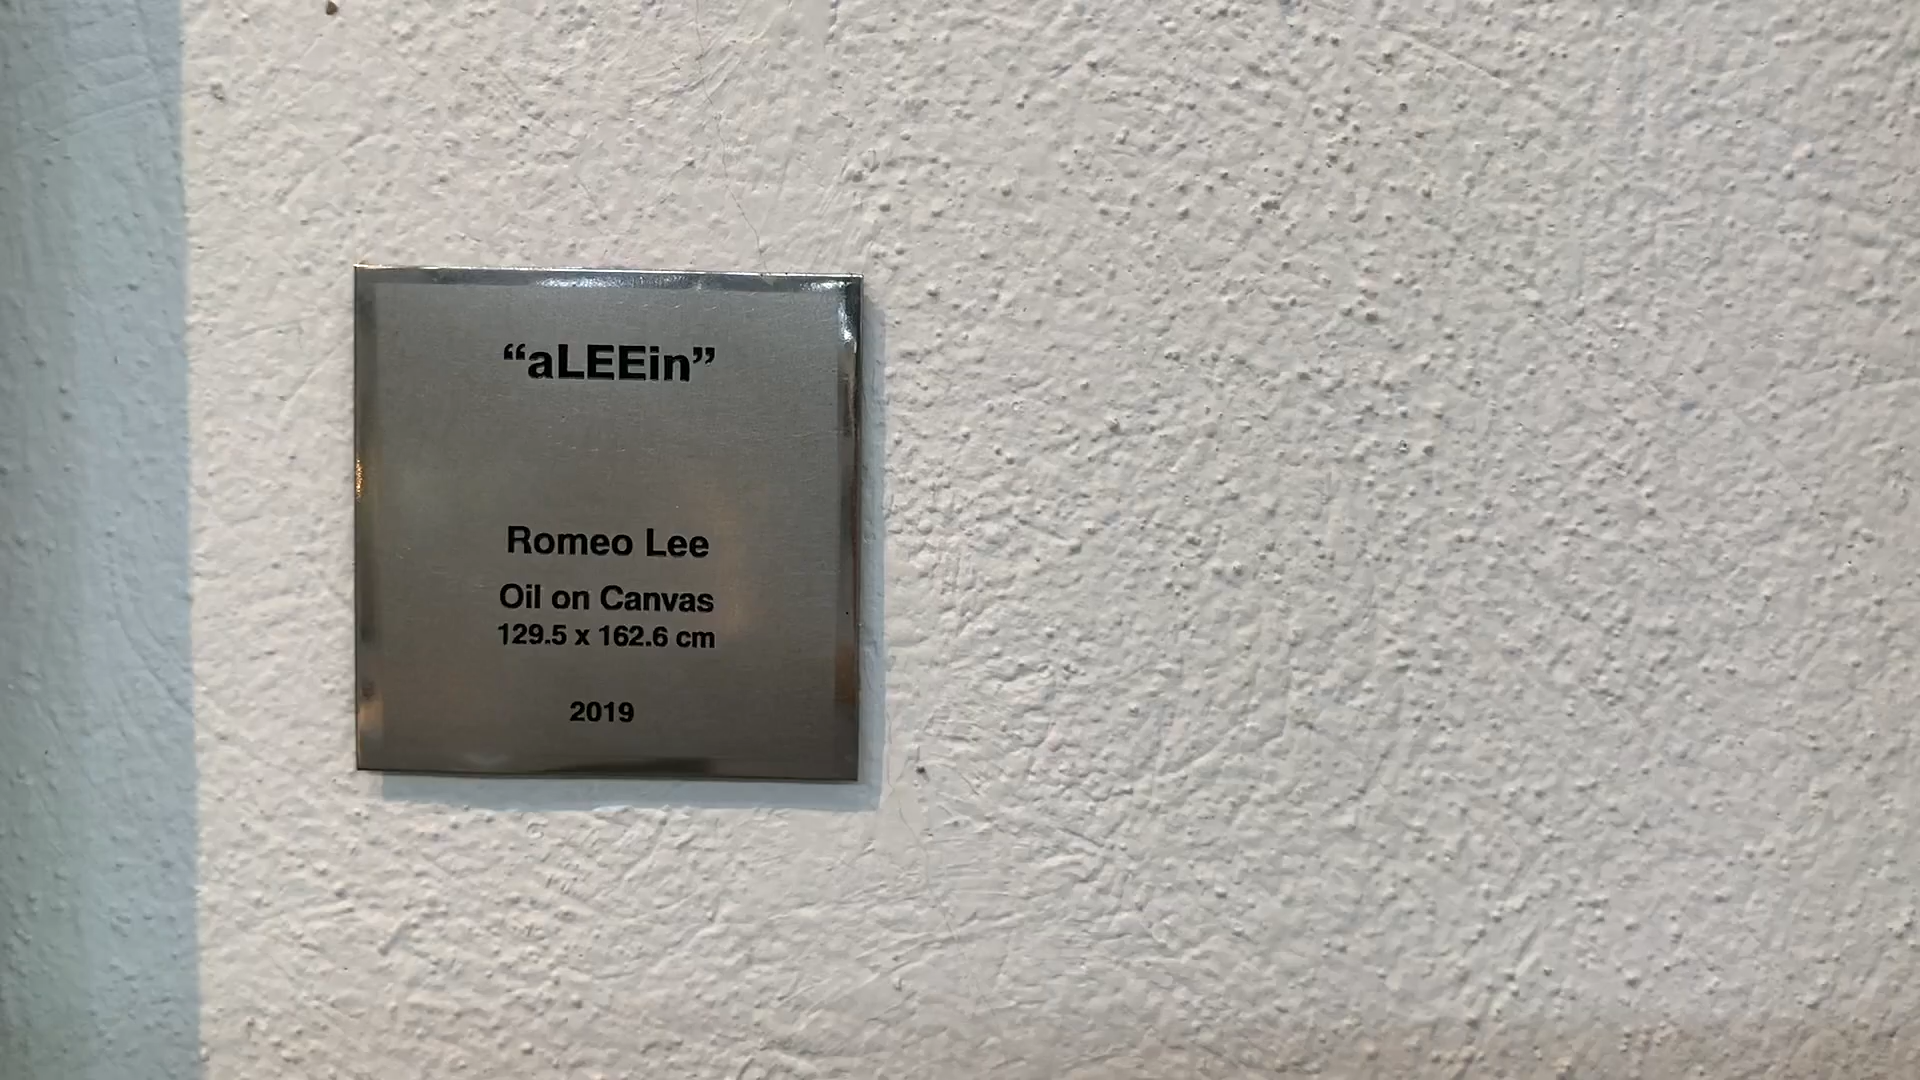 “aLEEin”
Romeo Lee
Oil on Canvas
129.5 x 162.6 cm
2019